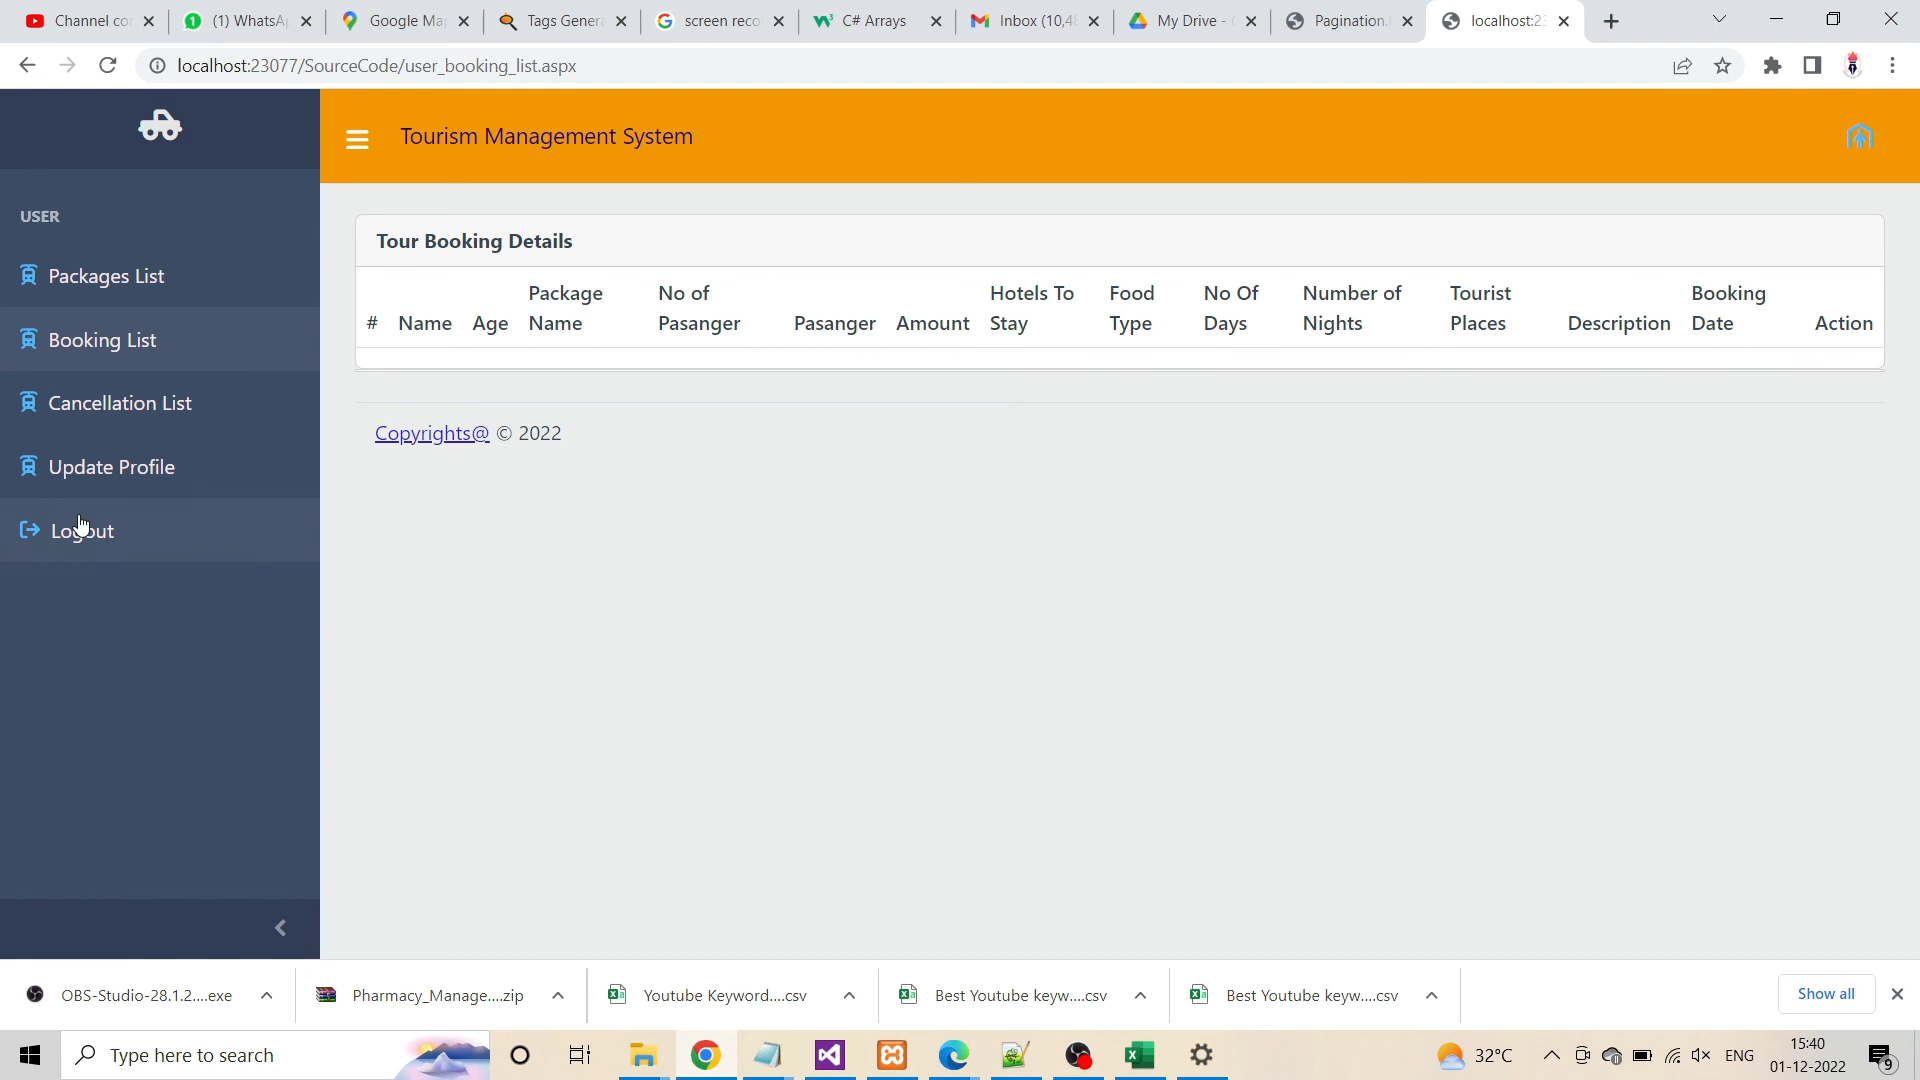 Channel co
(1) WhatsA
Google Ma
Tags Genera
screen reco
C# Arrays
Inbox (10,4
My Drive -
Pagination.
localhost:23
localhost:23077/SourceCode/user_booking_list.aspx
Tourism Management System
USER
Packages List
Booking List
Cancellation List
Update Profile
Logout
Tour Booking Details
# Name Age Package Name No of Pasanger Pasanger Amount Hotels To Stay Food Type No Of Days Number of Nights Tourist Places Description Booking Date Action
Copyrights@ © 2022
OBS-Studio-28.1.2....exe
Pharmacy_Manage....zip
Youtube Keyword....csv
Best Youtube keyw....csv
Best Youtube keyw....csv
Show all
Type here to search
32°C
ENG
15:40
01-12-2022
9